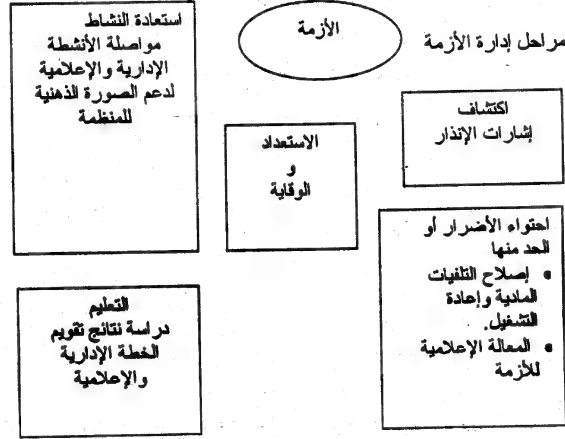 مراحل إدارة الأزمة
الأزمة
استعادة النشاط
مواصلة الأنشطة
الإدارية والإعلامية
لدعم الصورة الذهنية
للمنظمة
اكتشاف
إشارات الإنذار
الاستعداد
و
الوقاية
احتواء الأضرار أو
الحد منها
• إصلاح التلفيات
المادية وإعادة
التشغيل.
• المعالة الإعلامية
للأزمة
التعليم
دراسة نتائج تقويم
الخطة الإدارية
والإعلامية